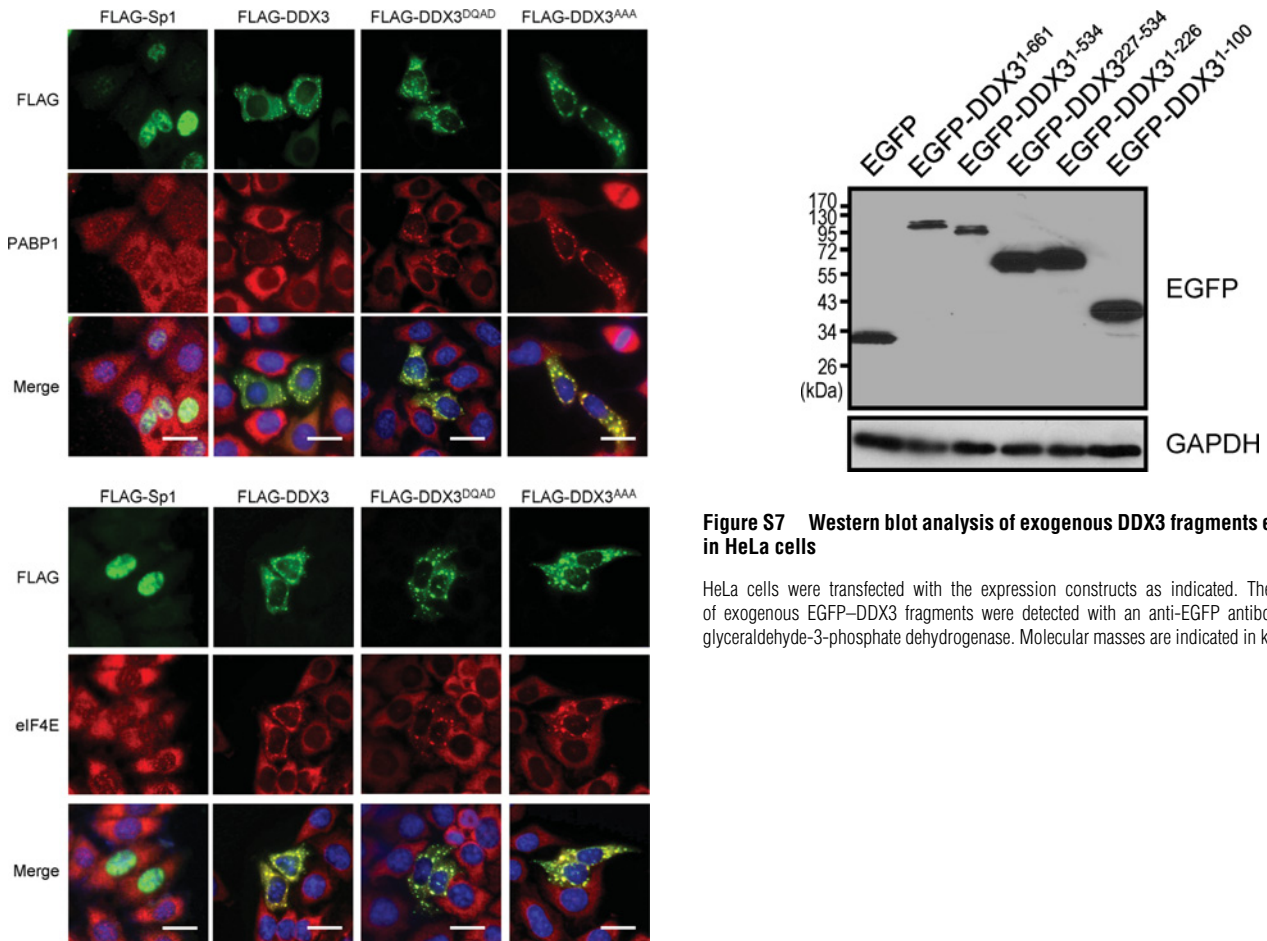 FLAG-Sp1 FLAG-DDX3 FLAG-DDX3DQAD FLAG-DDX3AAA
FLAG
PABP1
Merge
FLAG-Sp1 FLAG-DDX3 FLAG-DDX3DQAD FLAG-DDX3AAA
FLAG
eIF4E
Merge
EGFP EGFP-DDX31-661 EGFP-DDX31-534 EGFP-DDX3227-534 EGFP-DDX31-226 EGFP-DDX31-100
170
130
95
72
55
43
34
26
(kDa)
EGFP
GAPDH
Figure S7 Western blot analysis of exogenous DDX3 fragments e
in HeLa cells
HeLa cells were transfected with the expression constructs as indicated. The
of exogenous EGFP–DDX3 fragments were detected with an anti-EGFP antibo
glyceraldehyde-3-phosphate dehydrogenase. Molecular masses are indicated in k